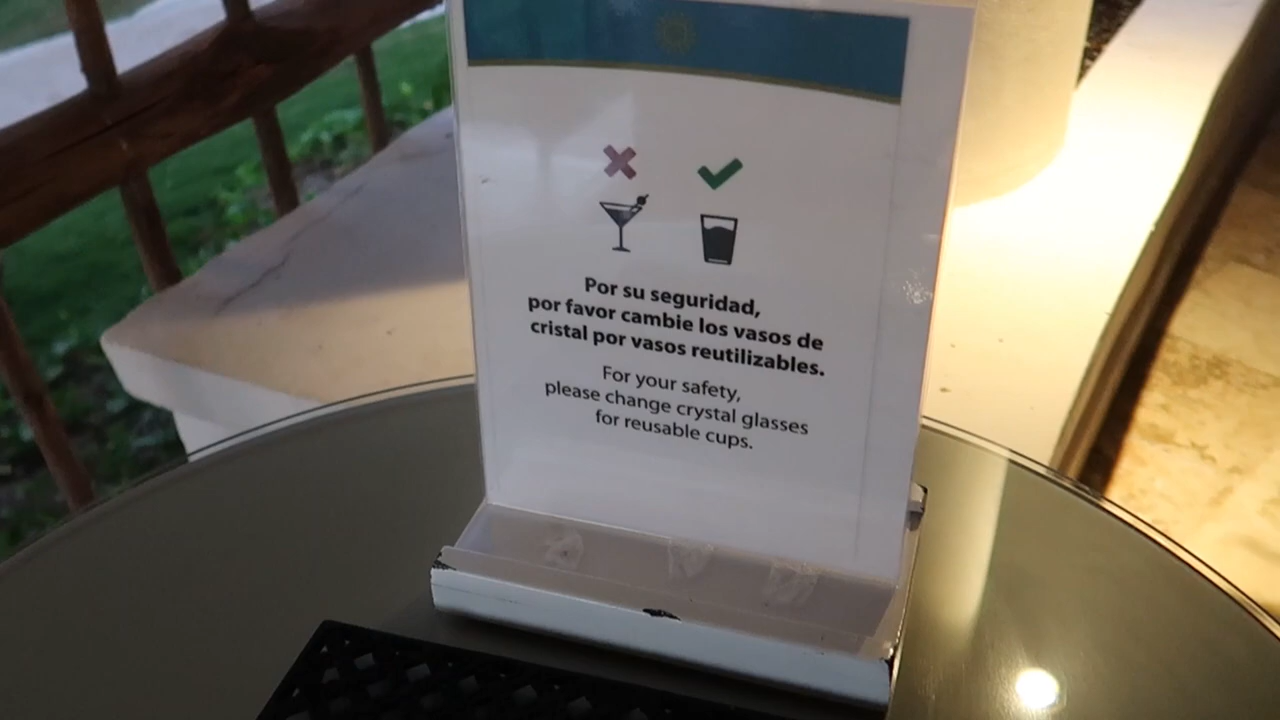 Por su seguridad,
por favor cambie los vasos de
cristal por vasos reutilizables.
For your safety,
please change crystal glasses
for reusable cups.